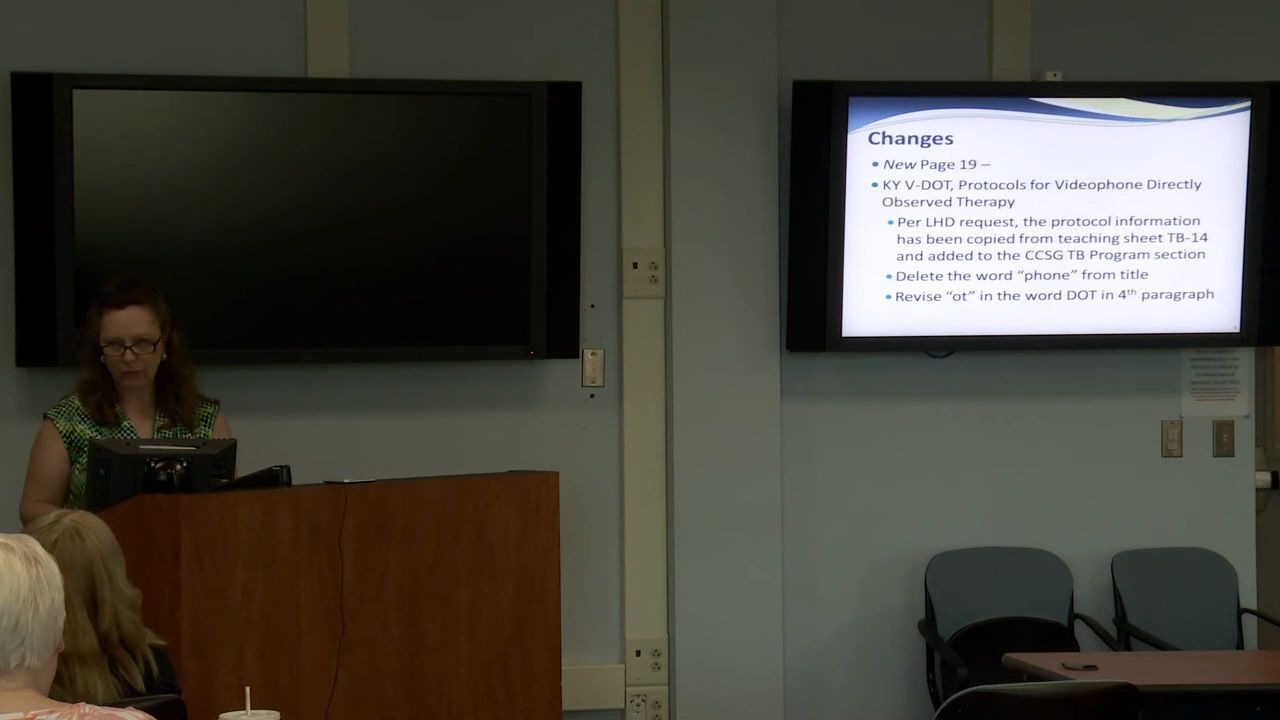 Changes
• New Page 19 –
• KY V-DOT, Protocols for Videophone Directly
Observed Therapy
• Per LHD request, the protocol information
has been copied from teaching sheet TB-14
and added to the CCSG TB Program section
• Delete the word “phone” from title
• Revise “ot” in the word DOT in 4th paragraph